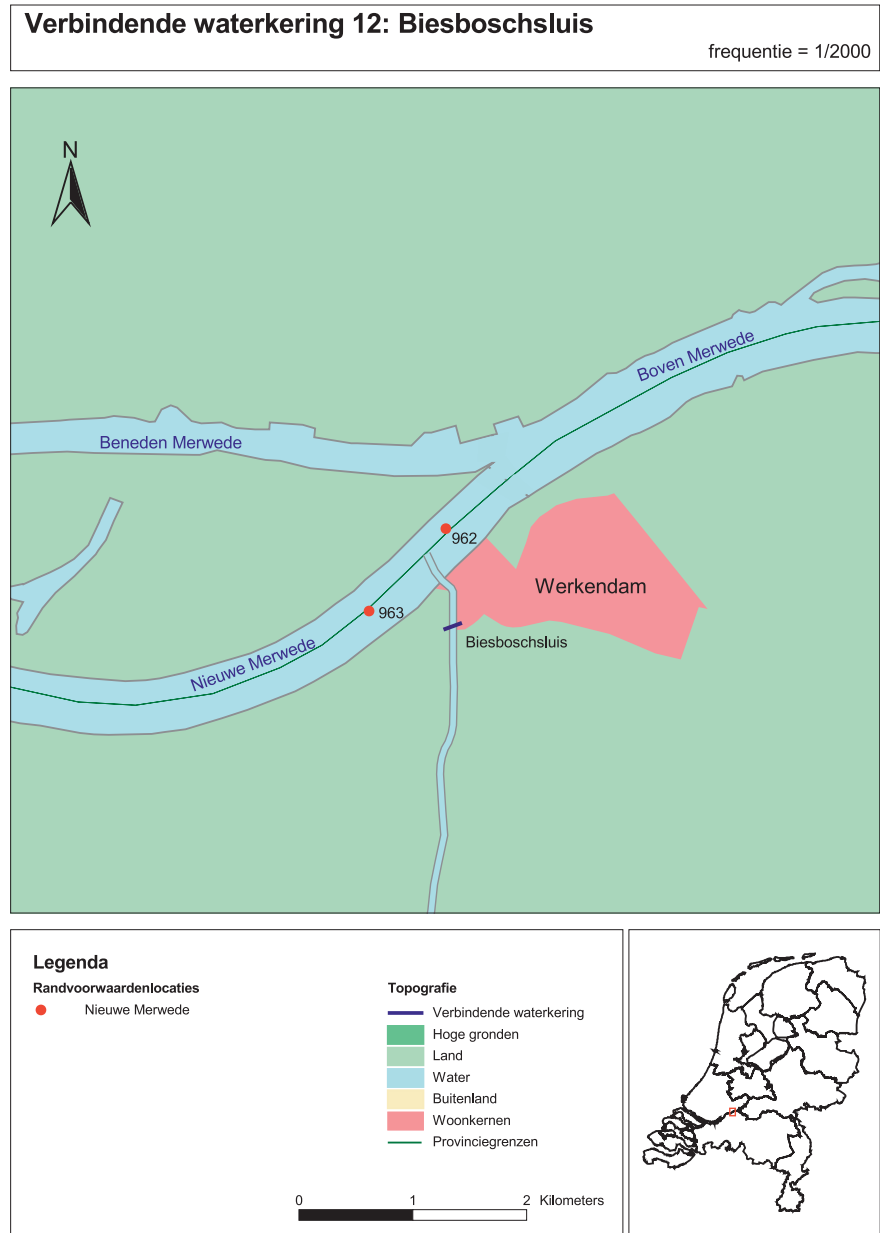 Verbindende waterkering 12: Biesboschsluis
frequentie = 1/2000
N
Boven Merwede
Beneden Merwede
962
Werkendam
963
Biesboschsluis
Nieuwe Merwede
Legenda
Randvoorwaardenlocaties
Nieuwe Merwede
Topografie
Verbindende waterkering
Hoge gronden
Land
Water
Buitenland
Woonkernen
Provinciegrenzen
0 1 2 Kilometers